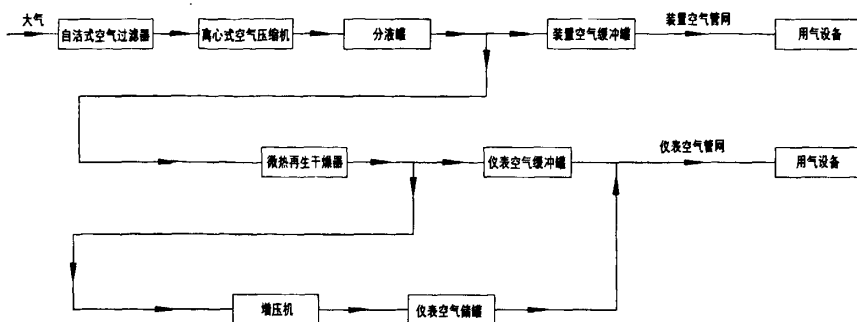 大气
自洁式空气过滤器
离心式空气压缩机
分液罐
装置空气缓冲罐
装置空气管网
用气设备
微热再生干燥器
仪表空气缓冲罐
仪表空气管网
用气设备
增压机
仪表空气储罐